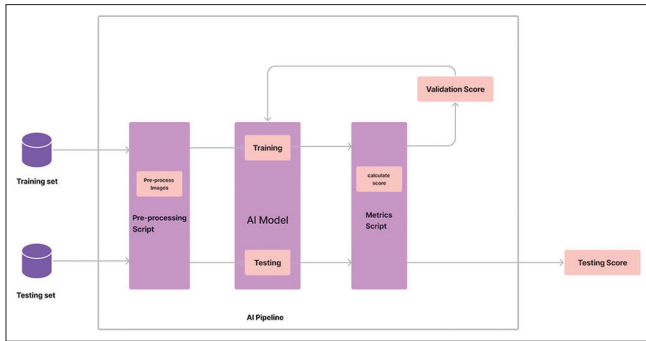 Validation Score
Training
Training set
Pre-process
Images
calculate
score
Pre-processing
Script
AI Model
Metrics
Script
Testing
Testing Score
Testing set
AI Pipeline